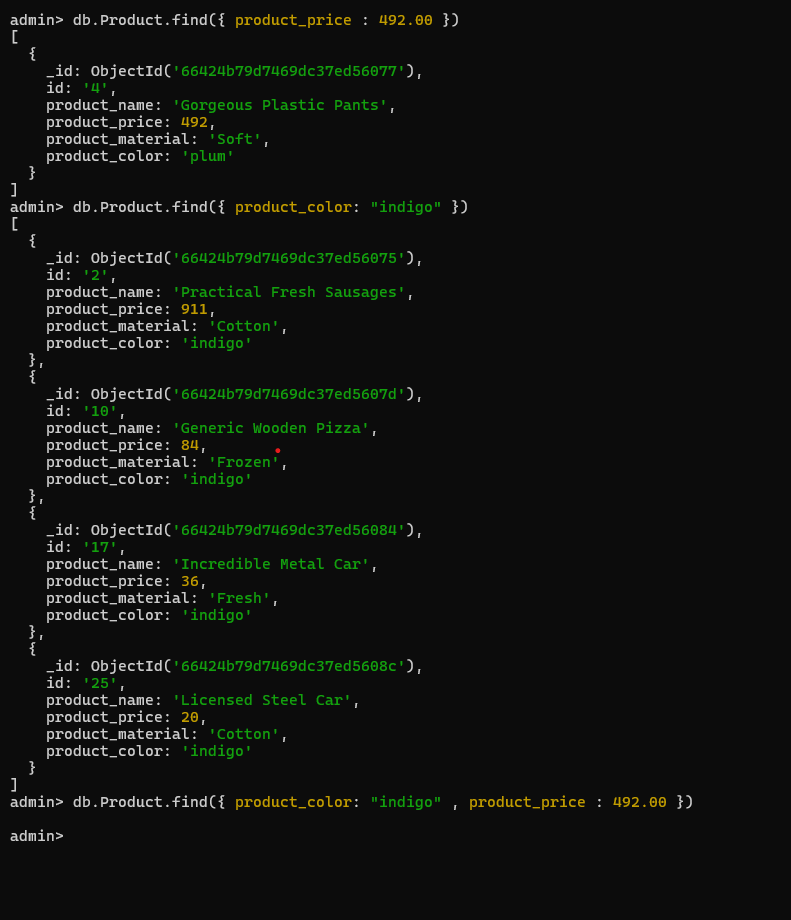 admin> db.Product.find({ product_price : 492.00 })
[
  {
    _id: ObjectId('66424b79d7469dc37ed56077'),
    id: '4',
    product_name: 'Gorgeous Plastic Pants',
    product_price: 492,
    product_material: 'Soft',
    product_color: 'plum'
  }
]
admin> db.Product.find({ product_color: "indigo" })
[
  {
    _id: ObjectId('66424b79d7469dc37ed56075'),
    id: '2',
    product_name: 'Practical Fresh Sausages',
    product_price: 911,
    product_material: 'Cotton',
    product_color: 'indigo'
  },
  {
    _id: ObjectId('66424b79d7469dc37ed5607d'),
    id: '10',
    product_name: 'Generic Wooden Pizza',
    product_price: 84,
    product_material: 'Frozen',
    product_color: 'indigo'
  },
  {
    _id: ObjectId('66424b79d7469dc37ed56084'),
    id: '17',
    product_name: 'Incredible Metal Car',
    product_price: 36,
    product_material: 'Fresh',
    product_color: 'indigo'
  },
  {
    _id: ObjectId('66424b79d7469dc37ed5608c'),
    id: '25',
    product_name: 'Licensed Steel Car',
    product_price: 20,
    product_material: 'Cotton',
    product_color: 'indigo'
  }
]
admin> db.Product.find({ product_color: "indigo" , product_price : 492.00 })
admin>